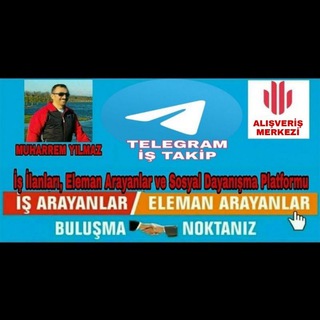 MUHARREM YILMAZ
TELEGRAM
İŞ TAKİP
ALIŞVERİŞ
MERKEZİ
İş İlanları, Eleman Arayanlar ve Sosyal Dayanışma Platformu
İŞ ARAYANLAR / ELEMAN ARAYANLAR
BULUŞMA NOKTANIZ